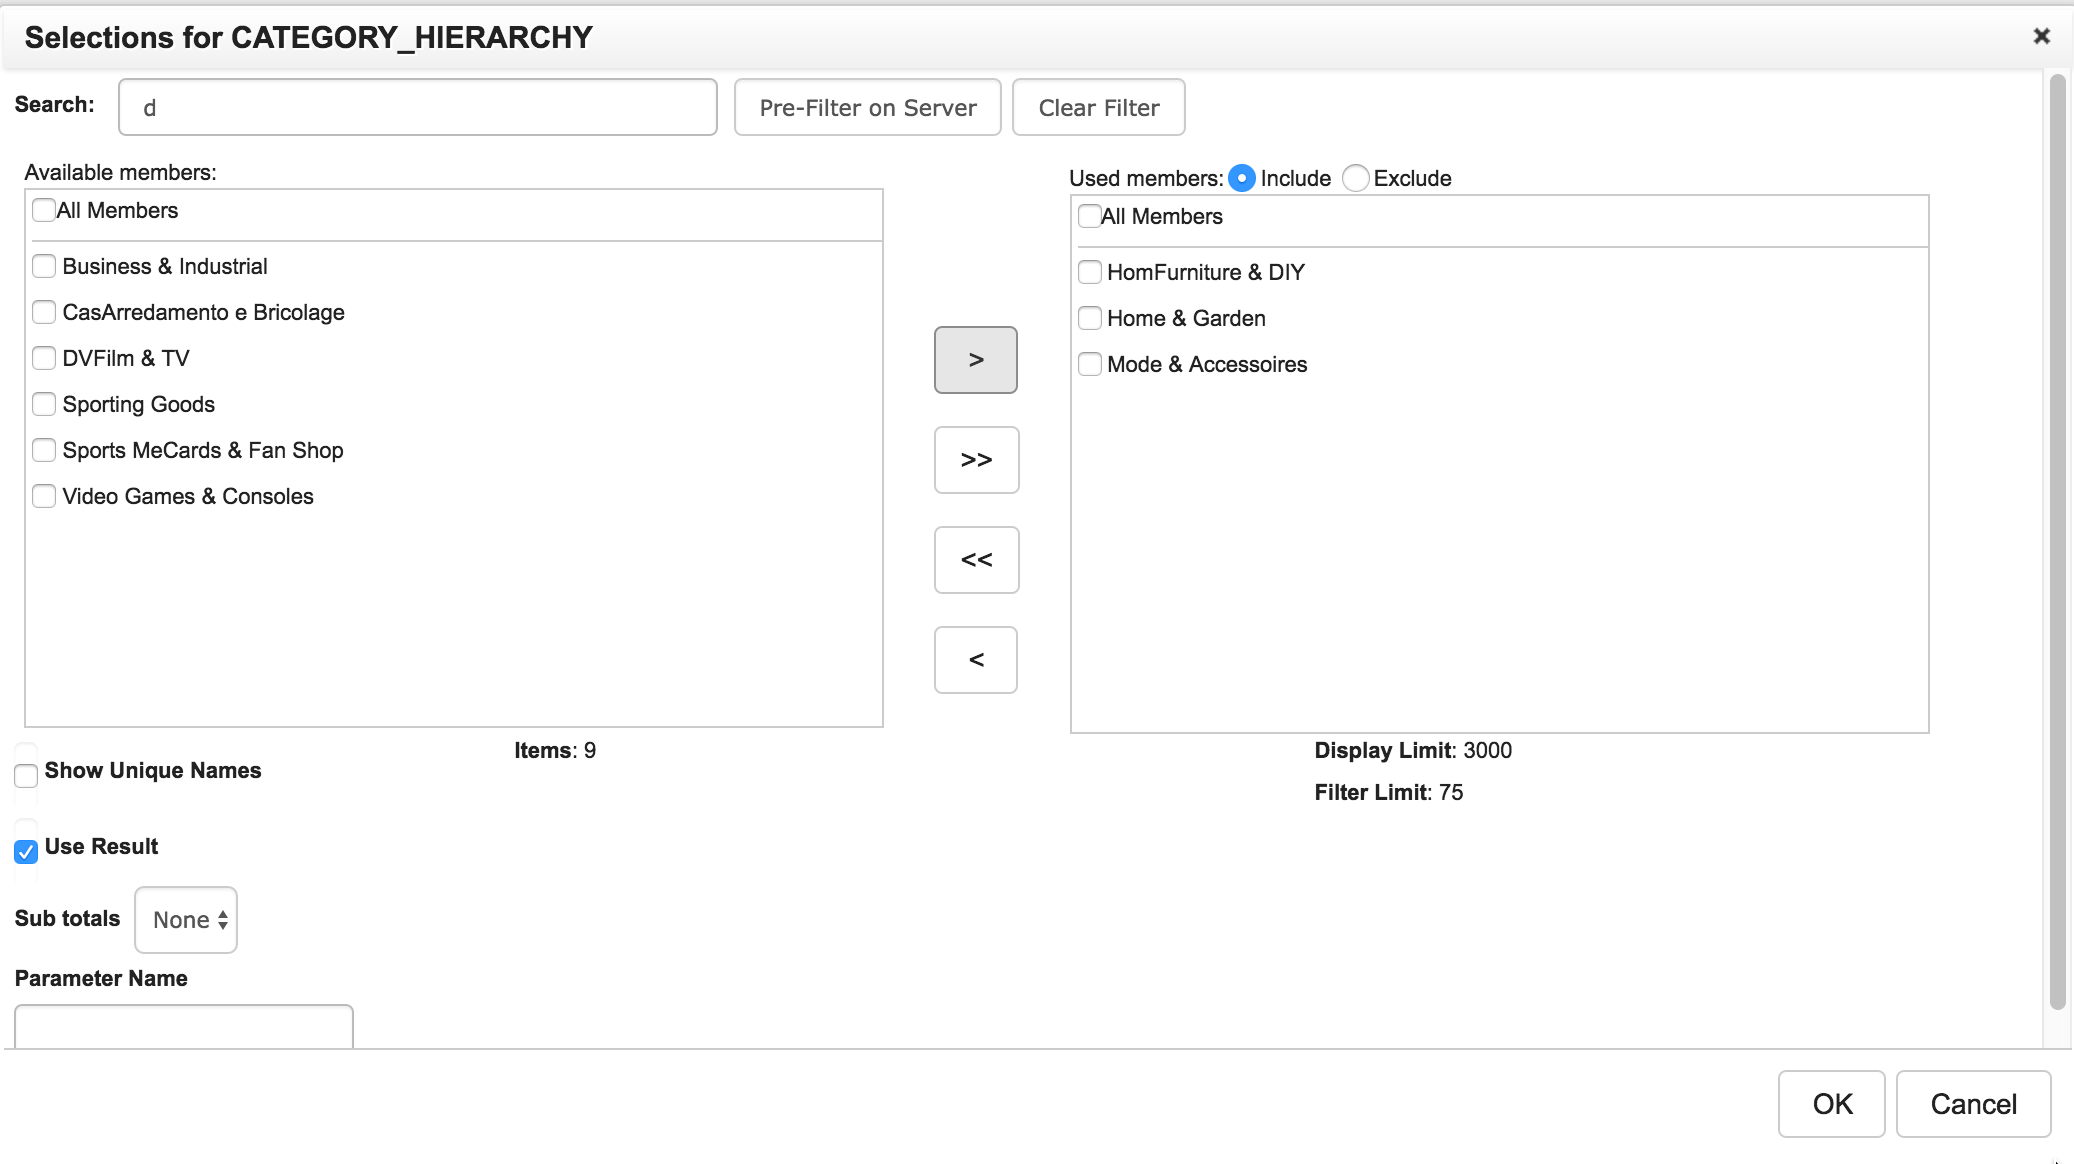 Selections for CATEGORY_HIERARCHY
Search: d Pre-Filter on Server Clear Filter
Available members:
All Members
Business & Industrial
CasArredamento e Bricolage
DVFilm & TV
Sporting Goods
Sports MeCards & Fan Shop
Video Games & Consoles
>
>>
<<
<
Used members: Include Exclude
All Members
HomFurniture & DIY
Home & Garden
Mode & Accessoires
Items: 9
Display Limit: 3000
Filter Limit: 75
Show Unique Names
Use Result
Sub totals None
Parameter Name
OK Cancel